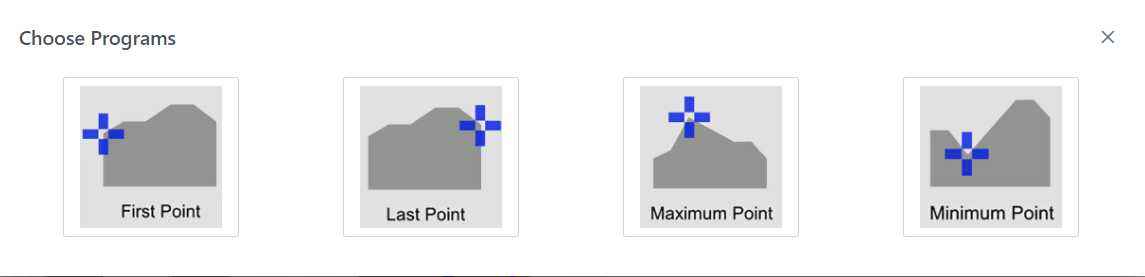 Choose Programs
First Point
Last Point
Maximum Point
Minimum Point